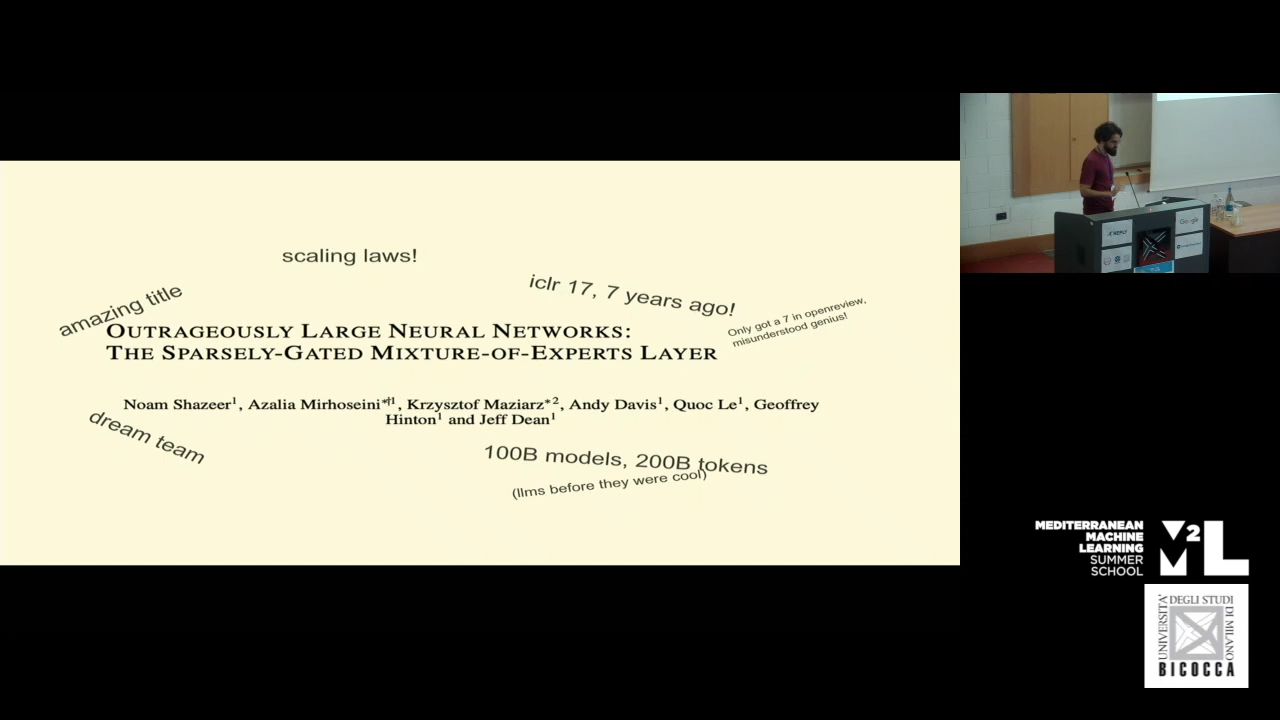 scaling laws!
iclr 17, 7 years ago!
amazing title
Only got a 7 in openreview,
misunderstood genius!
OUTRAGEOUSLY LARGE NEURAL NETWORKS:
THE SPARSELY-GATED MIXTURE-OF-EXPERTS LAYER
Noam Shazeer¹, Azalia Mirhoseini*†¹, Krzysztof Maziarz*², Andy Davis¹, Quoc Le¹, Geoffrey
Hinton¹ and Jeff Dean¹
dream team
100B models, 200B tokens
(llms before they were cool)
Google
MEDITERRANEAN
MACHINE
LEARNING
SUMMER
SCHOOL
M2L
UNIVERSITÀ
DEGLI STUDI
DI MILANO
BICOCCA